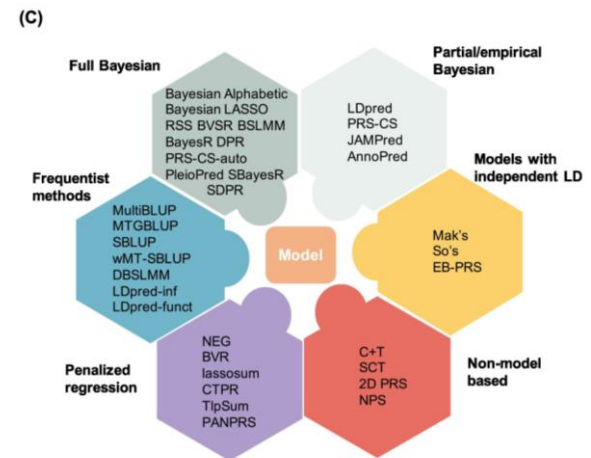 (C)
Full Bayesian
Bayesian Alphabetic
Bayesian LASSO
RSS BVSR BSLMM
BayesR DPR
PRS-CS-auto
PleioPred SBayesR
SDPR
Partial/empirical
Bayesian
LDpred
PRS-CS
JAMPred
AnnoPred
Frequentist
methods
MultiBLUP
MTGBLUP
SBLUP
wMT-SBLUP
DBSLMM
LDpred-inf
LDpred-funct
Model
Models with
independent LD
Mak's
So's
EB-PRS
Penalized
regression
NEG
BVR
lassosum
CTPR
TlpSum
PANPRS
C+T
SCT
2D PRS
NPS
Non-model
based